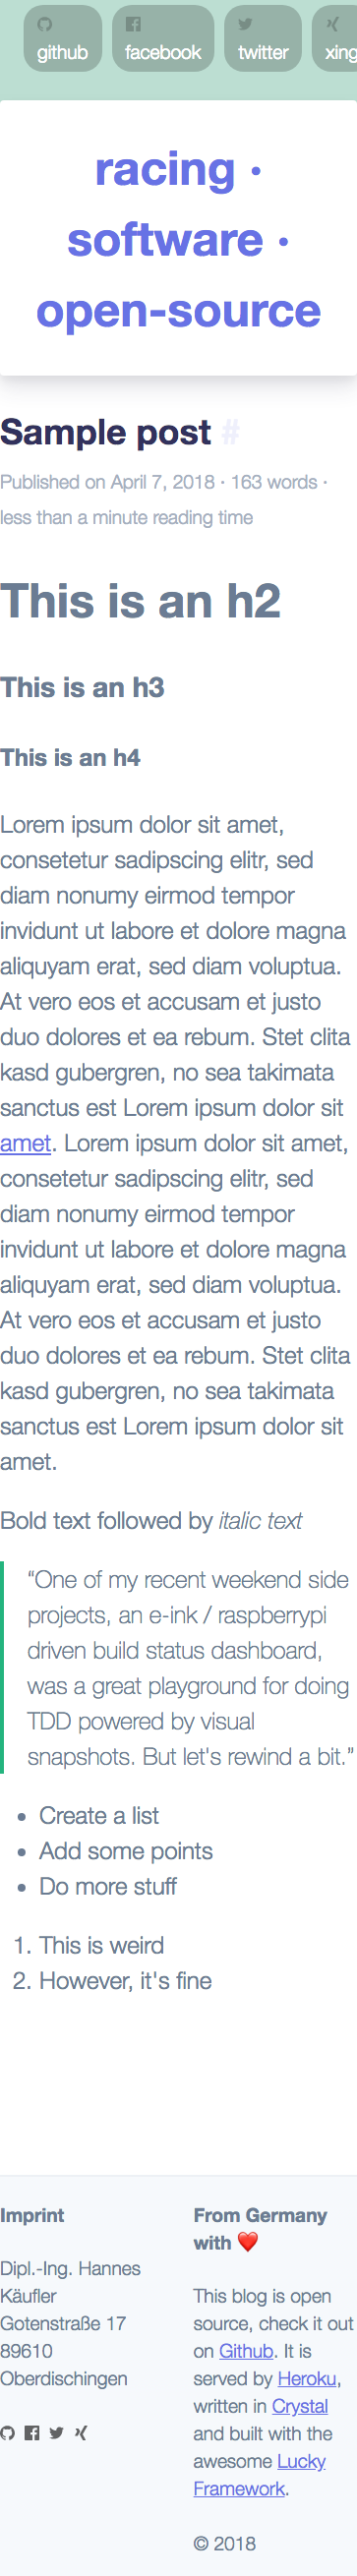 github facebook twitter xing
racing ·
software ·
open-source
Sample post #
Published on April 7, 2018 · 163 words ·
less than a minute reading time
This is an h2
This is an h3
This is an h4
Lorem ipsum dolor sit amet,
consetetur sadipscing elitr, sed
diam nonumy eirmod tempor
invidunt ut labore et dolore magna
aliquyam erat, sed diam voluptua.
At vero eos et accusam et justo
duo dolores et ea rebum. Stet clita
kasd gubergren, no sea takimata
sanctus est Lorem ipsum dolor sit
amet. Lorem ipsum dolor sit amet,
consetetur sadipscing elitr, sed
diam nonumy eirmod tempor
invidunt ut labore et dolore magna
aliquyam erat, sed diam voluptua.
At vero eos et accusam et justo
duo dolores et ea rebum. Stet clita
kasd gubergren, no sea takimata
sanctus est Lorem ipsum dolor sit
amet.
Bold text followed by italic text
“One of my recent weekend side
projects, an e-ink / raspberrypi
driven build status dashboard,
was a great playground for doing
TDD powered by visual
snapshots. But let's rewind a bit.”
• Create a list
• Add some points
• Do more stuff
1. This is weird
2. However, it's fine
Imprint
Dipl.-Ing. Hannes
Käufler
Gotenstraße 17
89610
Oberdischingen
From Germany
with ❤️
This blog is open
source, check it out
on Github. It is
served by Heroku,
written in Crystal
and built with the
awesome Lucky
Framework.
© 2018